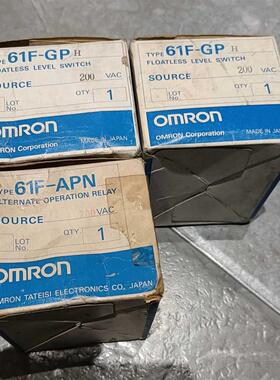 TYPE 61F-GP H
FLOATLESS LEVEL SWITCH
SOURCE 200 VAC
LOT
No.
QTY 1
OMRON
OMRON Corporation
MADE IN JAPAN
TYPE 61F-GP H
FLOATLESS LEVEL SWITCH
SOURCE 200 VAC
LOT
No.
QTY 1
OMRON
OMRON Corporation
MADE IN JAPAN
TYPE 61F-APN
ALTERNATE OPERATION RELAY
SOURCE VAC
LOT
No.
QTY 1
OMRON
OMRON TATEISI ELECTRONICS CO., JAPAN